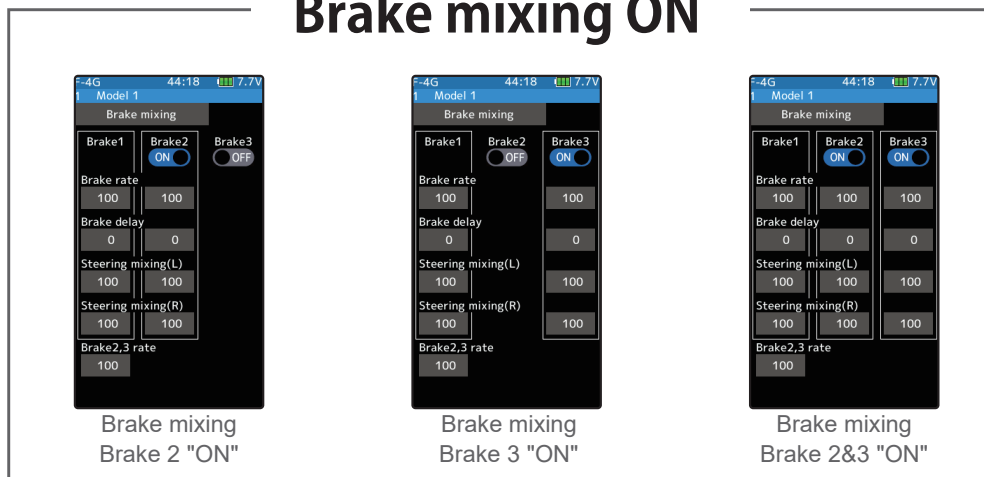 Brake mixing ON
F-4G 44:18 7.7V
1 Model 1
Brake mixing
Brake1 Brake2 Brake3
ON OFF
Brake rate
100 100
Brake delay
0 0
Steering mixing(L)
100 100
Steering mixing(R)
100 100
Brake2,3 rate
100
Brake mixing
Brake 2 "ON"
F-4G 44:18 7.7V
1 Model 1
Brake mixing
Brake1 Brake2 Brake3
OFF ON
Brake rate
100 100
Brake delay
0 0
Steering mixing(L)
100 100
Steering mixing(R)
100 100
Brake2,3 rate
100
Brake mixing
Brake 3 "ON"
F-4G 44:18 7.7V
1 Model 1
Brake mixing
Brake1 Brake2 Brake3
ON ON
Brake rate
100 100 100
Brake delay
0 0 0
Steering mixing(L)
100 100 100
Steering mixing(R)
100 100 100
Brake2,3 rate
100
Brake mixing
Brake 2&3 "ON"